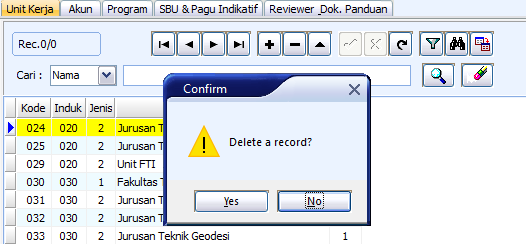 Unit Kerja Akun Program SBU & Pagu Indikatif Reviewer_Dok. Panduan
Rec.0/0
Cari : Nama
Confirm
Delete a record?
Yes No
Kode Induk Jenis
024 020 2 Jurusan T
025 020 2 Jurusan T
029 020 2 Unit FTI
030 030 1 Fakultas T
031 030 2 Jurusan T
032 030 2 Jurusan T
033 030 2 Jurusan Teknik Geodesi 1